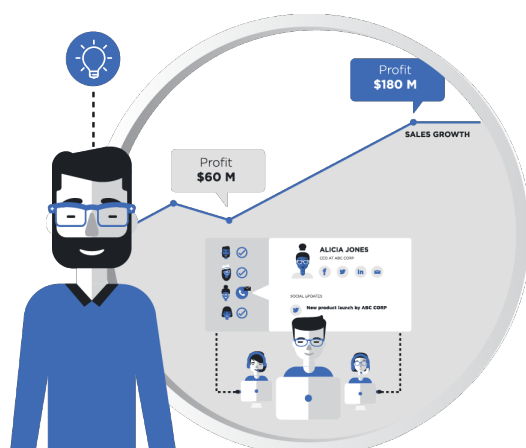 Profit
$180 M
SALES GROWTH
Profit
$60 M
ALICIA JONES
CEO AT ABC CORP
f
in
SOCIAL UPDATES
New product launch by ABC CORP